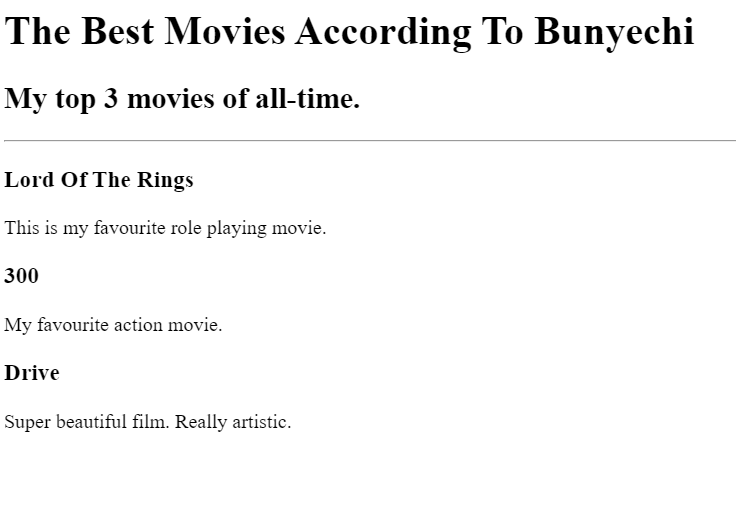 The Best Movies According To Bunyechi
My top 3 movies of all-time.
Lord Of The Rings
This is my favourite role playing movie.
300
My favourite action movie.
Drive
Super beautiful film. Really artistic.